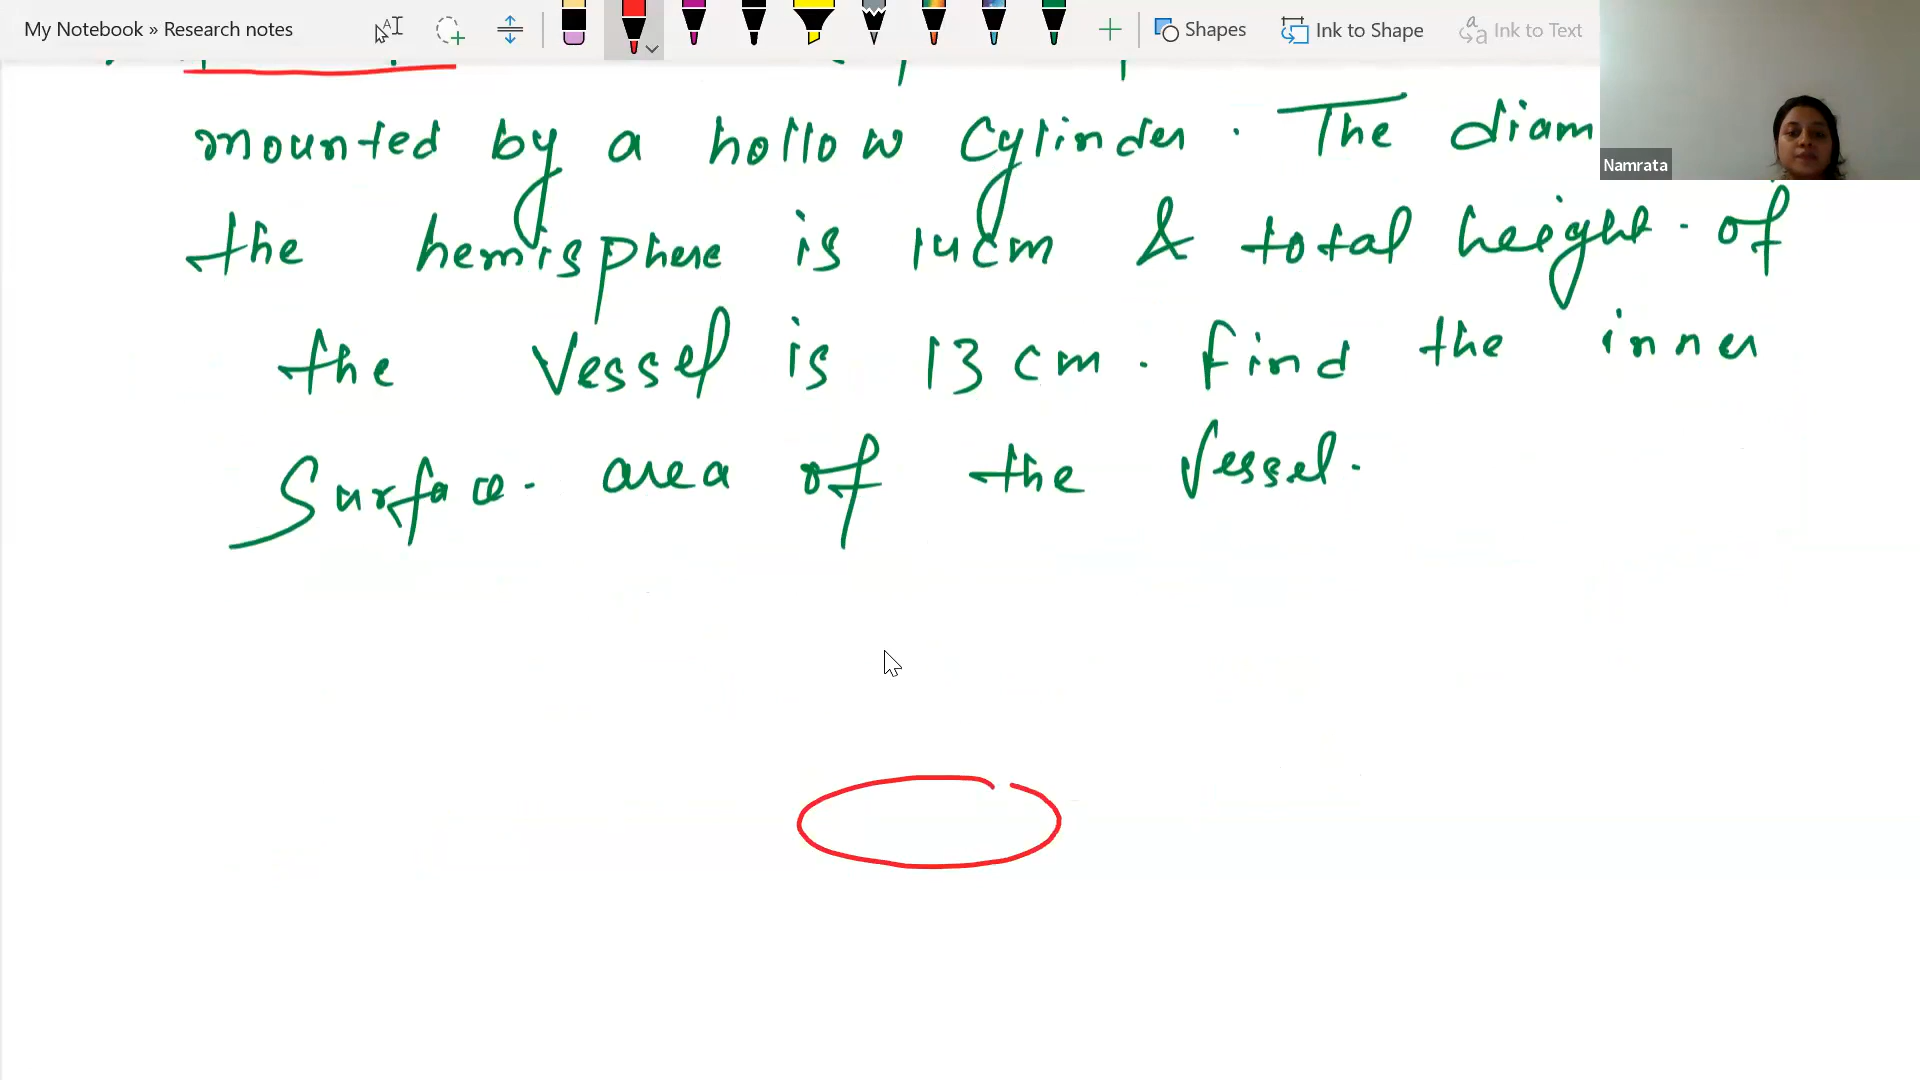 My Notebook » Research notes
Shapes
Ink to Shape
Ink to Text
Namrata
mounted by a hollow Cylinder. The diam
the hemisphere is 14cm & total height. of
the Vessel is 13 cm. find the inner
Surface. area of the Vessel.